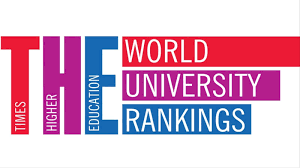 THE
TIMES
HIGHER
EDUCATION
WORLD
UNIVERSITY
RANKINGS